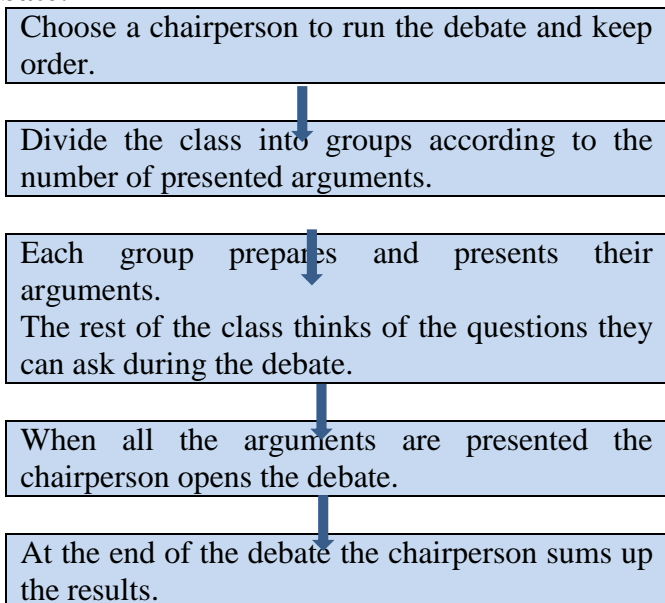 Choose a chairperson to run the debate and keep
order.
Divide the class into groups according to the
number of presented arguments.
Each group prepares and presents their
arguments.
The rest of the class thinks of the questions they
can ask during the debate.
When all the arguments are presented the
chairperson opens the debate.
At the end of the debate the chairperson sums up
the results.